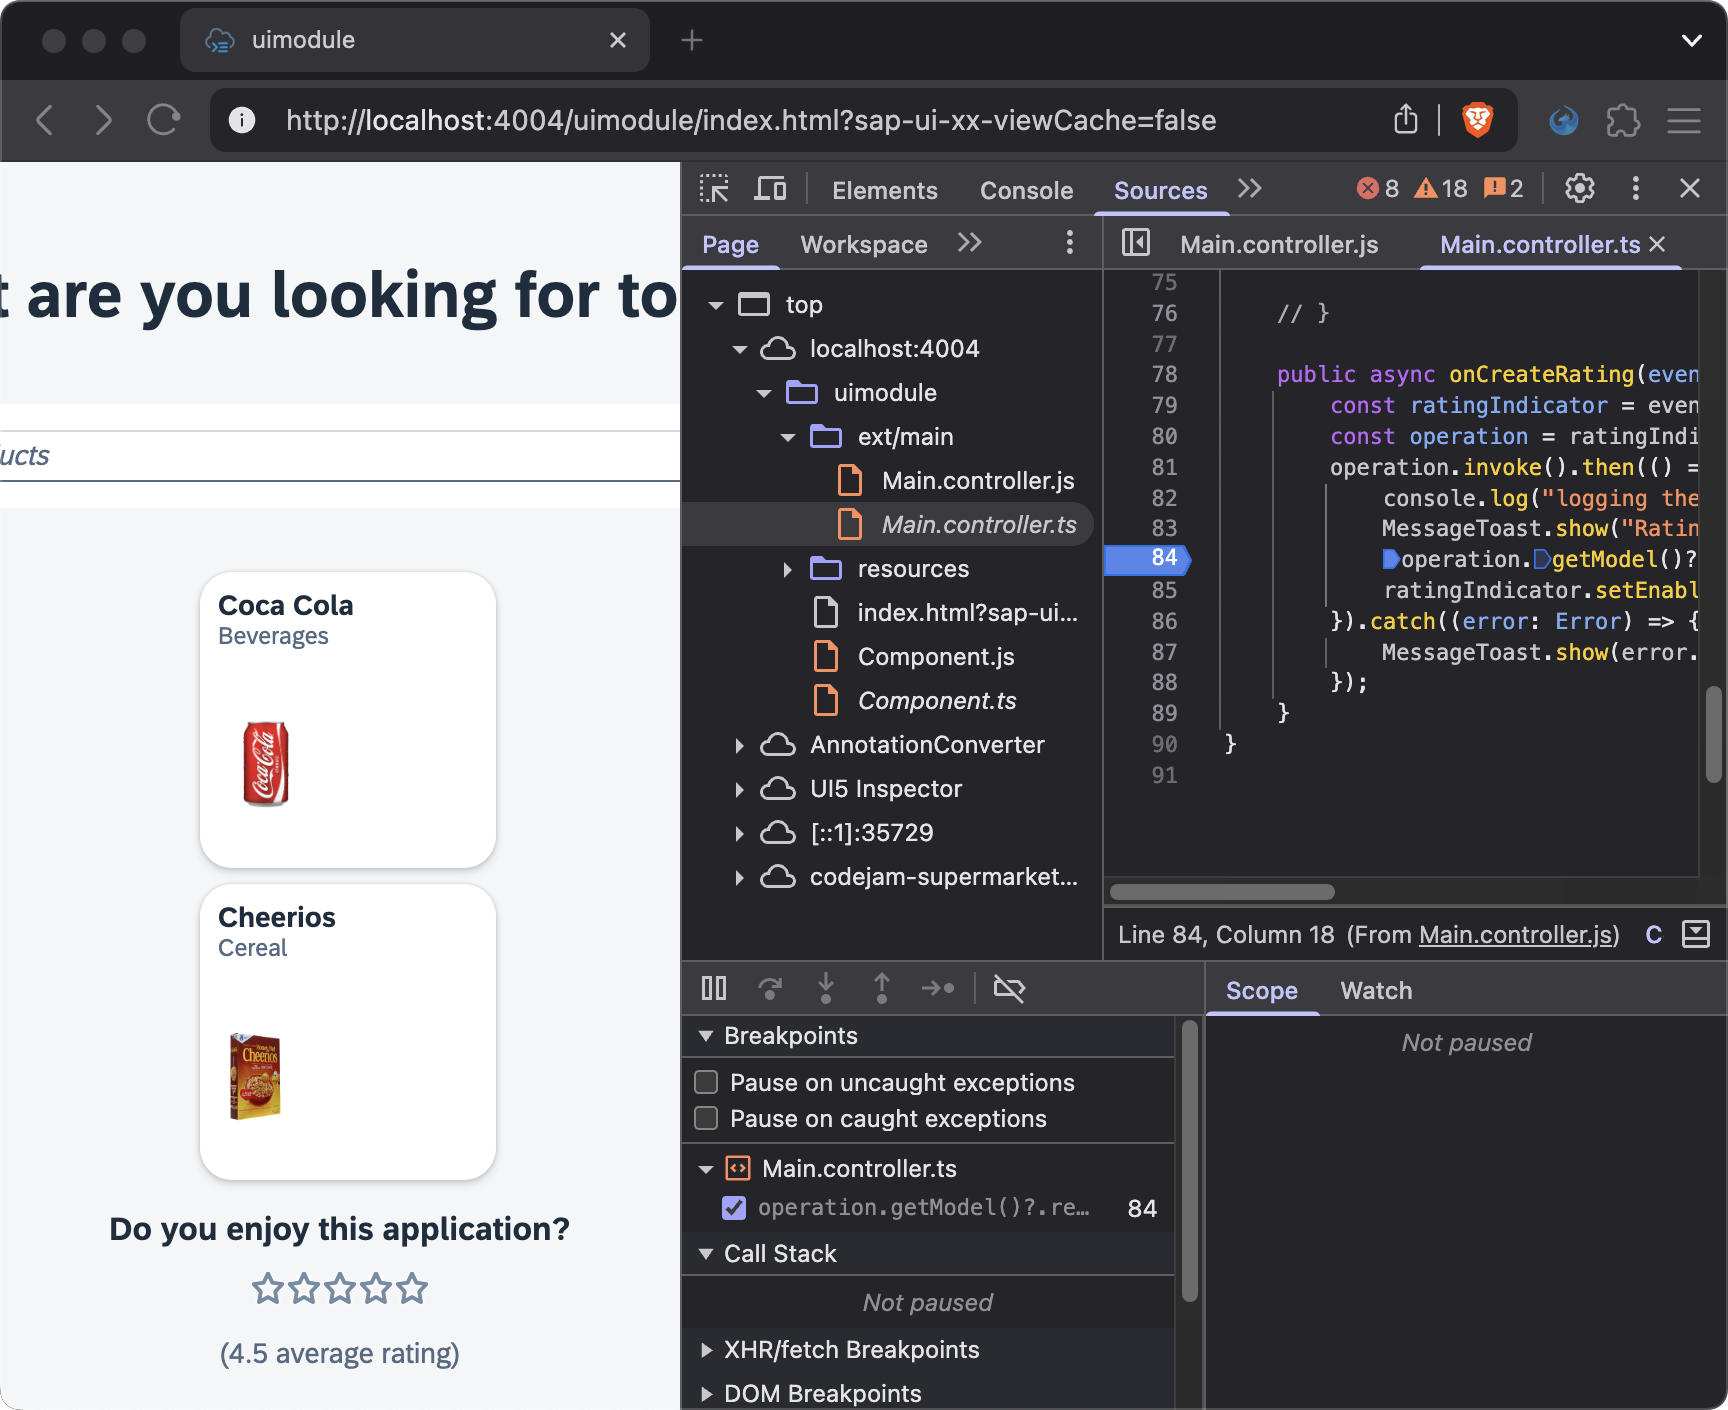 uimodule
http://localhost:4004/uimodule/index.html?sap-ui-xx-viewCache=false
t are you looking for to
ucts
Coca Cola
Beverages
Coca-Cola
Cheerios
Cereal
Cheerios
Do you enjoy this application?
(4.5 average rating)
Elements Console Sources 8 18 2
Page Workspace
top
localhost:4004
uimodule
ext/main
Main.controller.js
Main.controller.ts
resources
index.html?sap-ui...
Component.js
Component.ts
AnnotationConverter
UI5 Inspector
[::1]:35729
codejam-supermarket...
Main.controller.js Main.controller.ts
75
76 // }
77
78 public async onCreateRating(even
79 const ratingIndicator = even
80 const operation = ratingIndi
81 operation.invoke().then(() =
82 console.log("logging the
83 MessageToast.show("Ratin
84 operation.getModel()?
85 ratingIndicator.setEnabl
86 }).catch((error: Error) => {
87 MessageToast.show(error.
88 });
89 }
90 }
91
Line 84, Column 18 (From Main.controller.js) C
Breakpoints
Pause on uncaught exceptions
Pause on caught exceptions
Main.controller.ts
operation.getModel()?.re… 84
Call Stack
Not paused
XHR/fetch Breakpoints
DOM Breakpoints
Scope Watch
Not paused